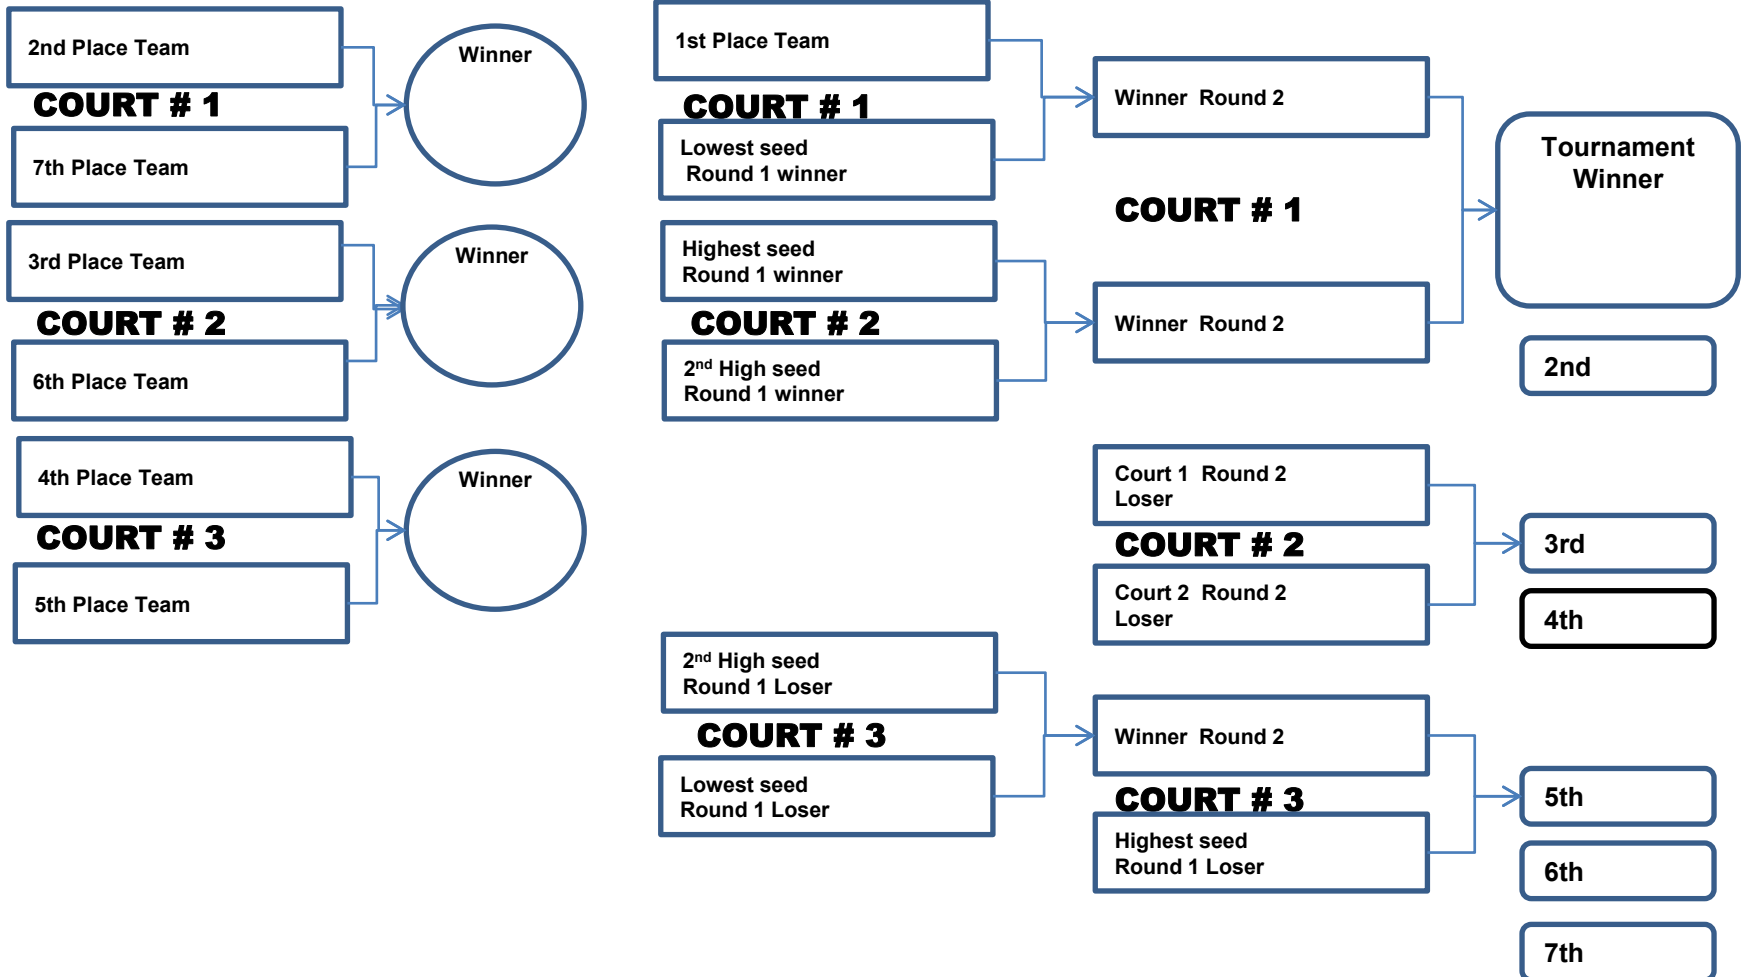 2nd Place Team
COURT # 1
7th Place Team
Winner
3rd Place Team
COURT # 2
6th Place Team
Winner
4th Place Team
COURT # 3
5th Place Team
Winner
1st Place Team
COURT # 1
Lowest seed
Round 1 winner
Highest seed
Round 1 winner
COURT # 2
2nd High seed
Round 1 winner
2nd High seed
Round 1 Loser
COURT # 3
Lowest seed
Round 1 Loser
Winner Round 2
COURT # 1
Winner Round 2
Court 1 Round 2
Loser
COURT # 2
Court 2 Round 2
Loser
Winner Round 2
COURT # 3
Highest seed
Round 1 Loser
Tournament
Winner
2nd
3rd
4th
5th
6th
7th